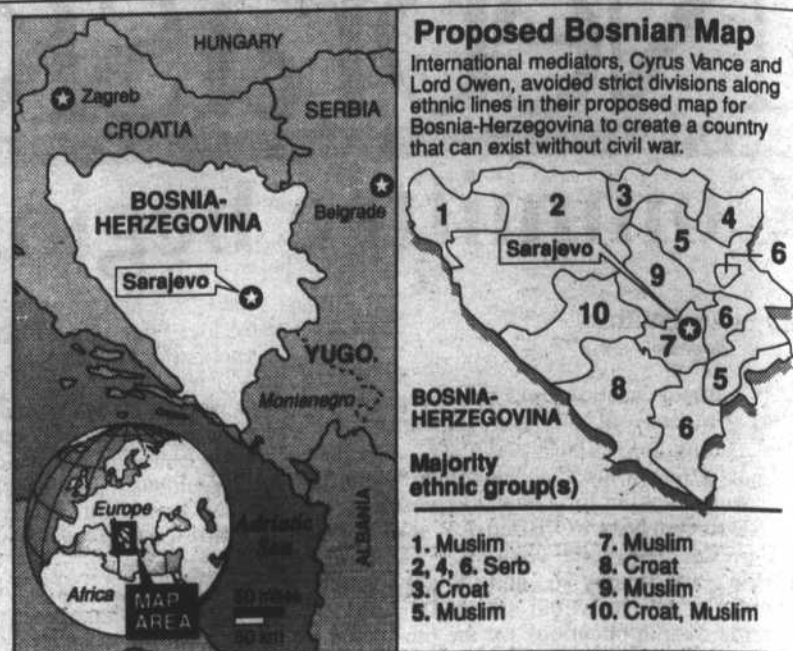 HUNGARY
Zagreb
CROATIA
SERBIA
BOSNIA-
HERZEGOVINA
Belgrade
Sarajevo
YUGO.
Montenegro
Europe
Adriatic
Sea
ALBANIA
Africa
MAP
AREA
50 miles
50 km
Proposed Bosnian Map
International mediators, Cyrus Vance and
Lord Owen, avoided strict divisions along
ethnic lines in their proposed map for
Bosnia-Herzegovina to create a country
that can exist without civil war.
1
2
3
4
5
6
Sarajevo
9
10
6
7
5
8
6
BOSNIA-
HERZEGOVINA
Majority
ethnic group(s)
1. Muslim
2, 4, 6. Serb
3. Croat
5. Muslim
7. Muslim
8. Croat
9. Muslim
10. Croat, Muslim